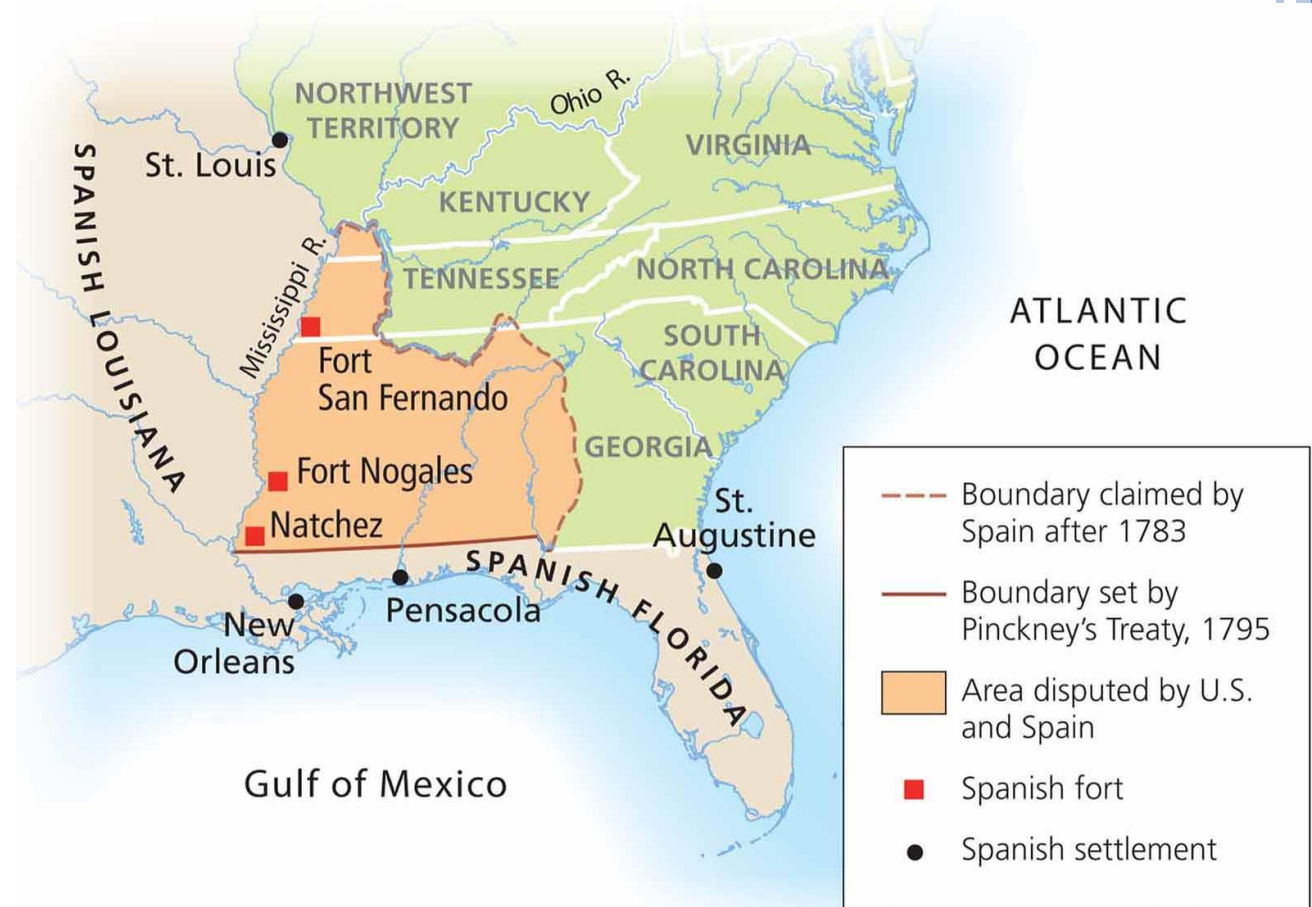 NORTHWEST
TERRITORY
Ohio R.
VIRGINIA
St. Louis
KENTUCKY
SPANISH LOUISIANA
Mississippi R.
TENNESSEE
NORTH CAROLINA
ATLANTIC
OCEAN
SOUTH
CAROLINA
Fort
San Fernando
GEORGIA
Fort Nogales
Natchez
St.
Augustine
SPANISH FLORIDA
Pensacola
New
Orleans
Gulf of Mexico
Boundary claimed by
Spain after 1783
Boundary set by
Pinckney's Treaty, 1795
Area disputed by U.S.
and Spain
Spanish fort
Spanish settlement